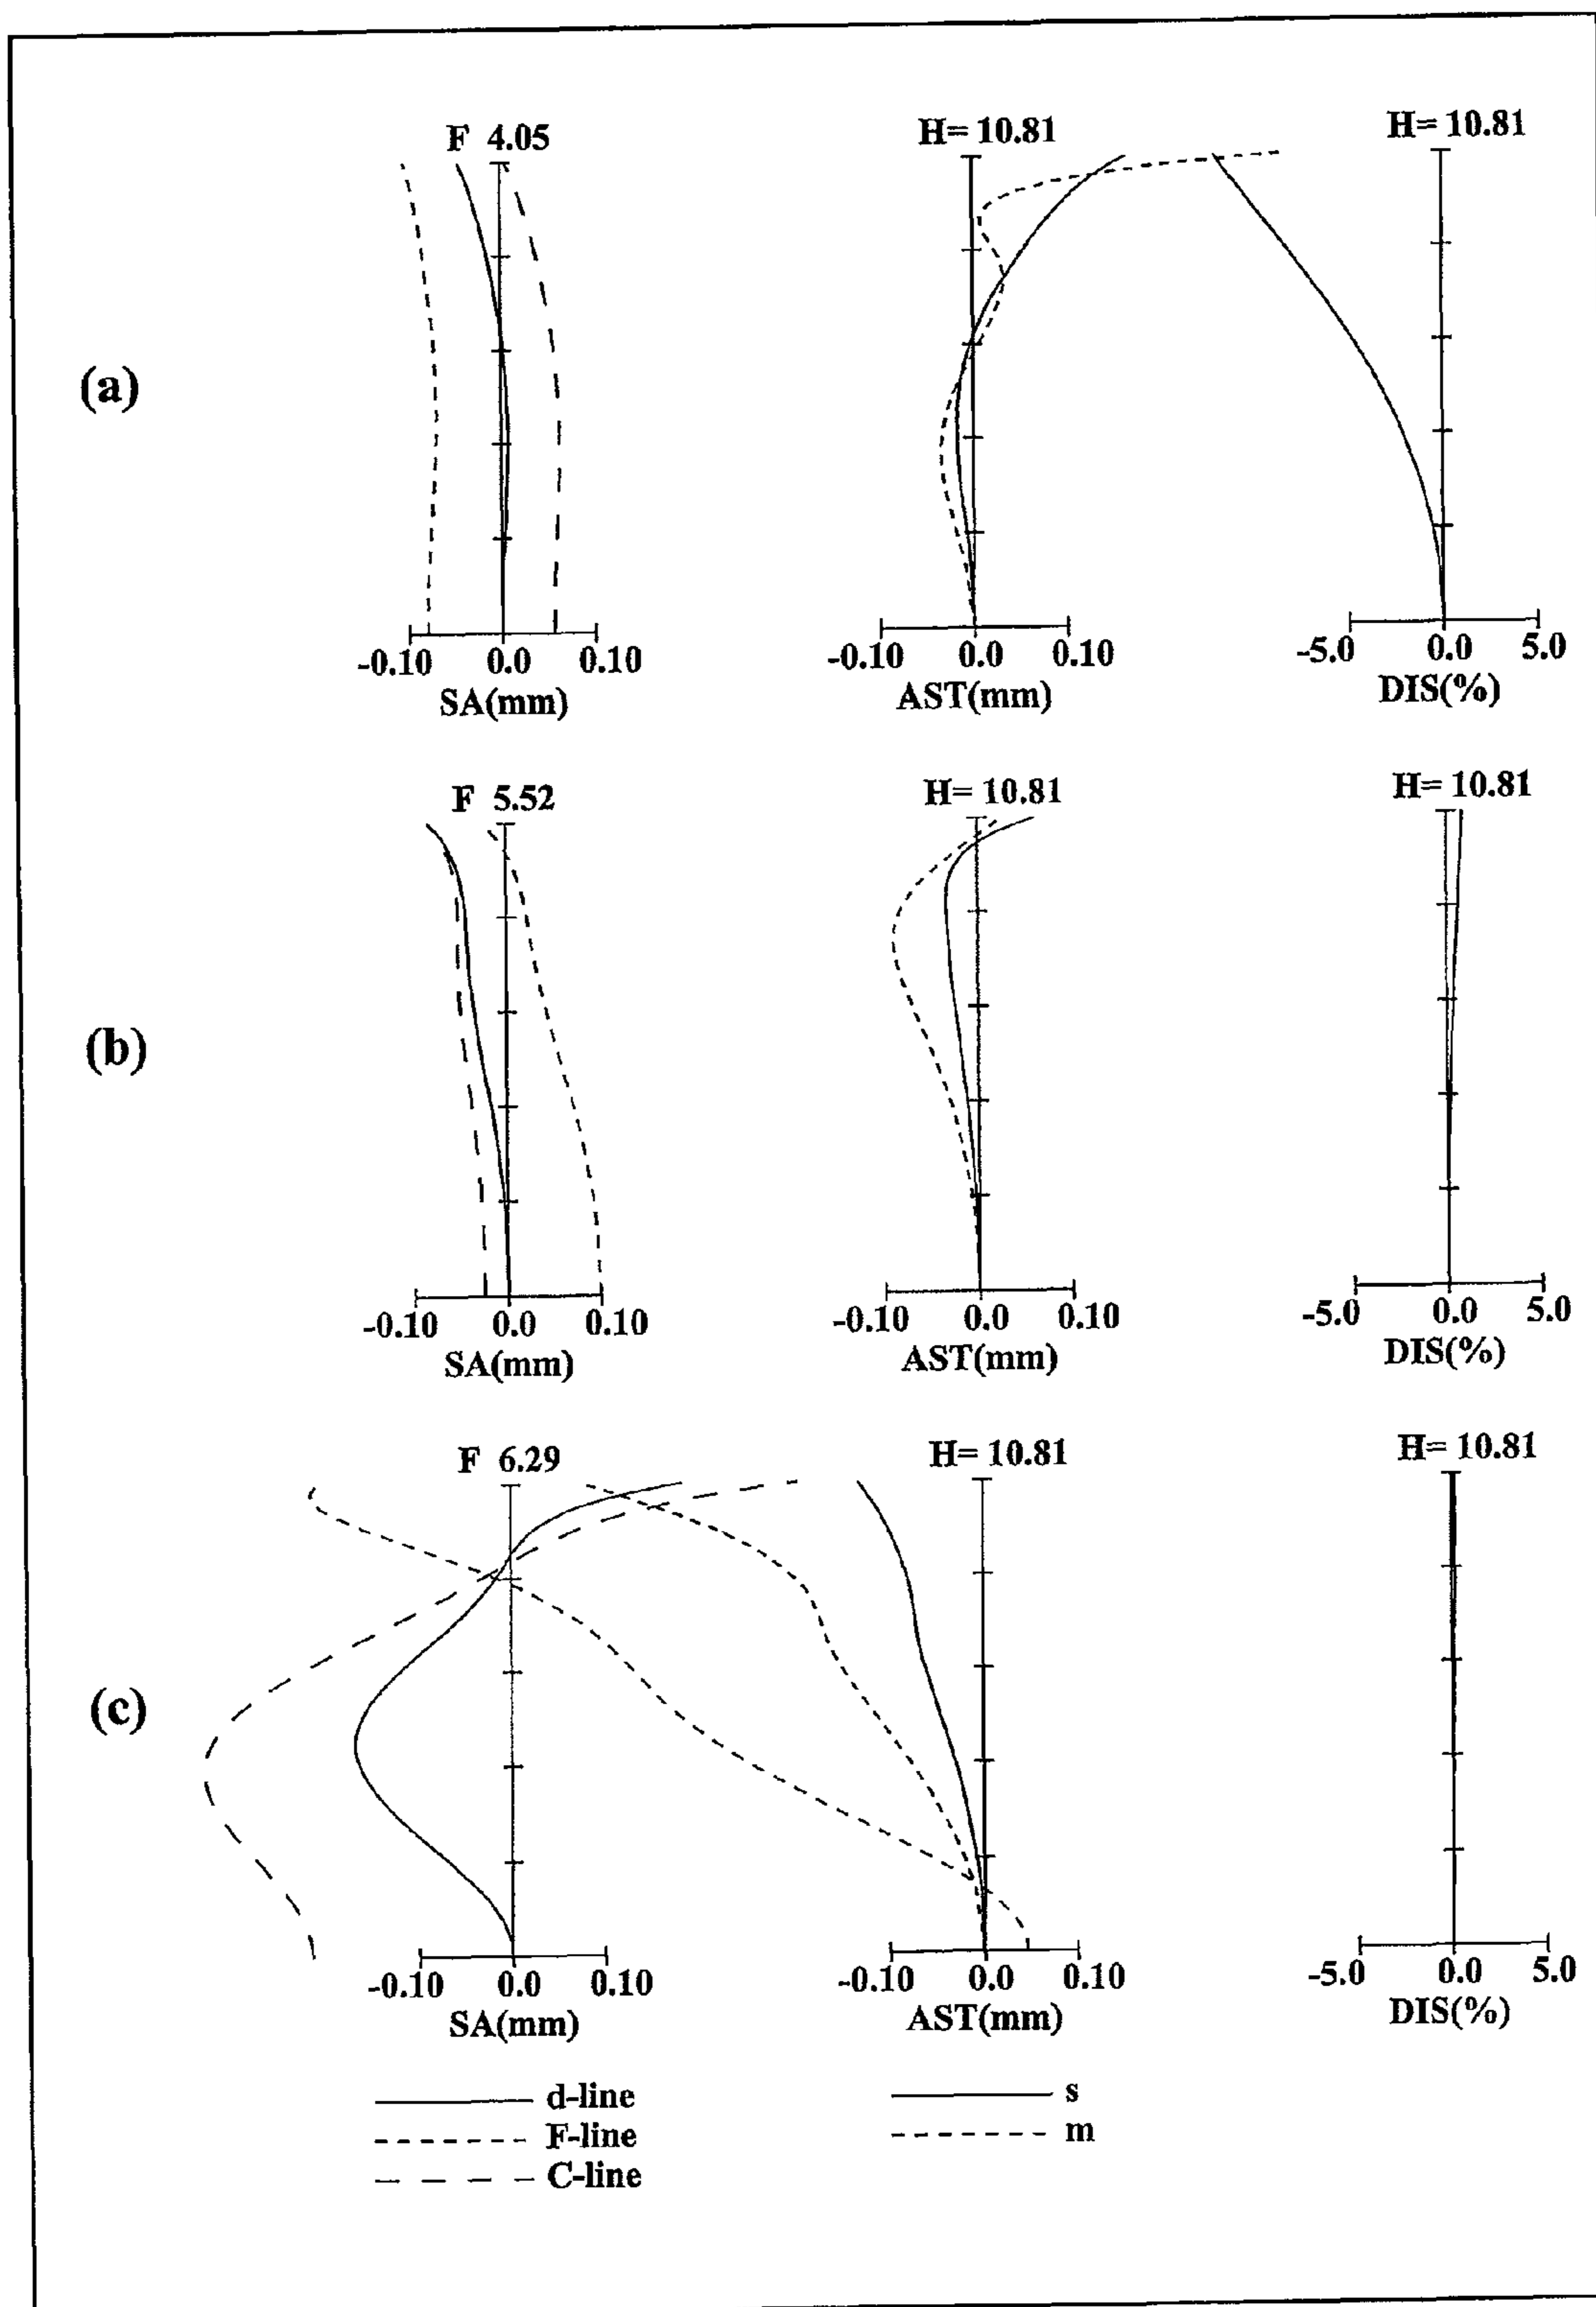 F 4.05 H= 10.81 H= 10.81
(a)
-0.10 0.0 0.10 -0.10 0.0 0.10 -5.0 0.0 5.0
SA(mm) AST(mm) DIS(%)
F 5.52 H= 10.81 H= 10.81
(b)
-0.10 0.0 0.10 -0.10 0.0 0.10 -5.0 0.0 5.0
SA(mm) AST(mm) DIS(%)
F 6.29 H= 10.81 H= 10.81
(c)
-0.10 0.0 0.10 -0.10 0.0 0.10 -5.0 0.0 5.0
SA(mm) AST(mm) DIS(%)
d-line s
F-line m
C-line